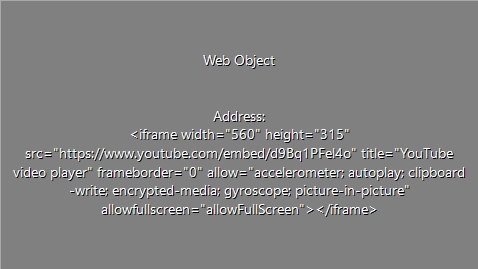 Web Object
Address:
<iframe width="560" height="315"
src="https://www.youtube.com/embed/d9Bq1PFel4o" title="YouTube
video player" frameborder="0" allow="accelerometer; autoplay; clipboard
-write; encrypted-media; gyroscope; picture-in-picture"
allowfullscreen="allowFullScreen"></iframe>